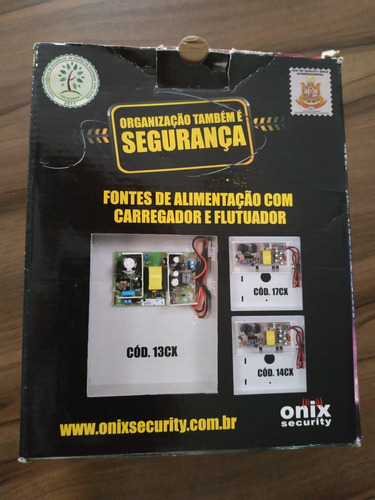 ORGANIZAÇÃO TAMBÉM É
SEGURANÇA
FONTES DE ALIMENTAÇÃO COM
CARREGADOR E FLUTUADOR
CÓD. 13CX
CÓD. 17CX
CÓD. 14CX
onix
security
www.onixsecurity.com.br